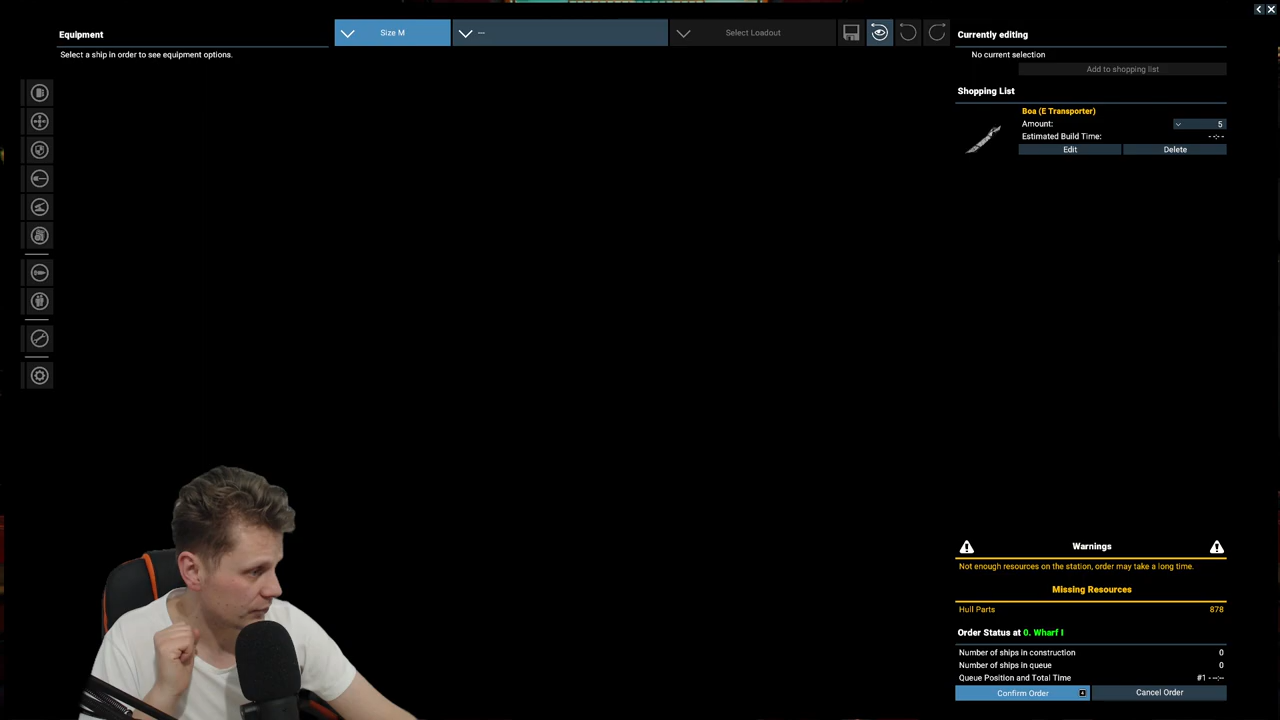 Equipment
Select a ship in order to see equipment options.
Size M
---
Select Loadout
Currently editing
No current selection
Add to shopping list
Shopping List
Boa (E Transporter)
Amount: 5
Estimated Build Time: --:--
Edit Delete
Warnings
Not enough resources on the station, order may take a long time.
Missing Resources
Hull Parts 878
Order Status at 0. Wharf I
Number of ships in construction 0
Number of ships in queue 0
Queue Position and Total Time #1 - --:--
Confirm Order Cancel Order